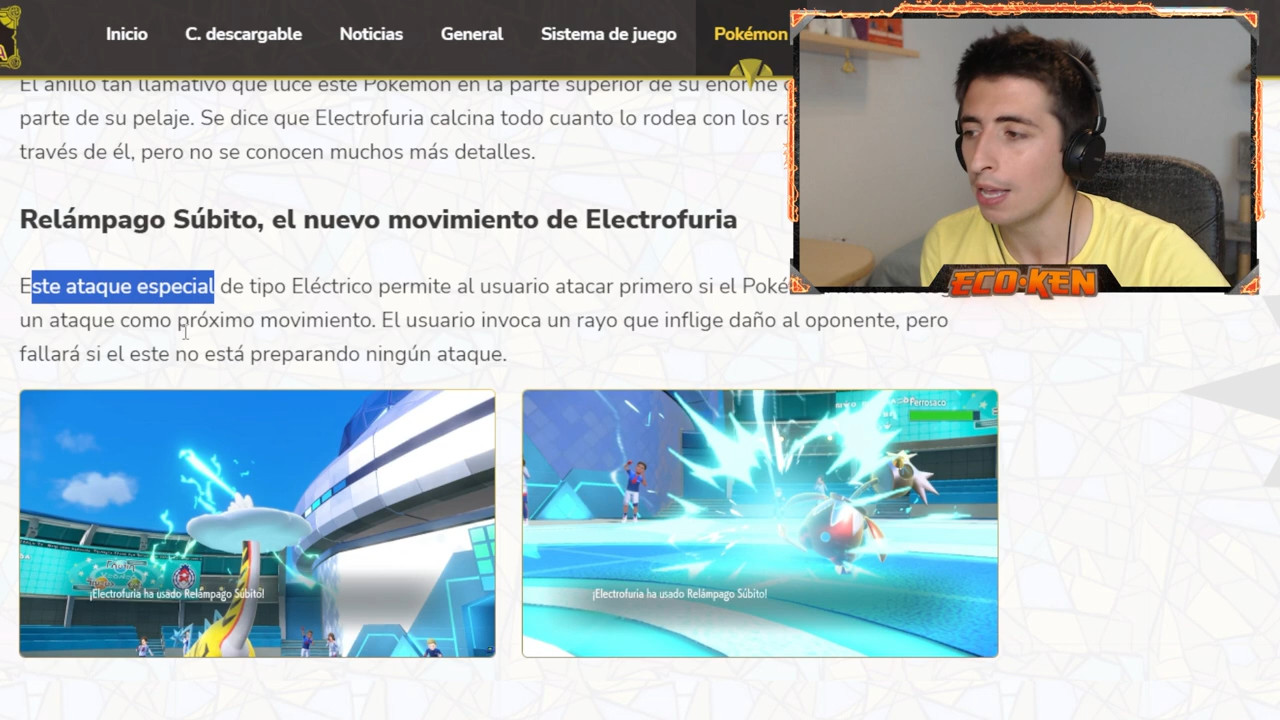 Inicio C. descargable Noticias General Sistema de juego Pokémon
El anillo tan llamativo que luce este Pokémon en la parte superior de su enorme
parte de su pelaje. Se dice que Electrofuria calcina todo cuanto lo rodea con los
través de él, pero no se conocen muchos más detalles.
ECO·KEN
Relámpago Súbito, el nuevo movimiento de Electrofuria
Este ataque especial de tipo Eléctrico permite al usuario atacar primero si el
un ataque como próximo movimiento. El usuario invoca un rayo que inflige daño al oponente, pero
fallará si el este no está preparando ningún ataque.
¡Electrofuria ha usado Relámpago Súbito!
Ferrosaco
¡Electrofuria ha usado Relámpago Súbito!